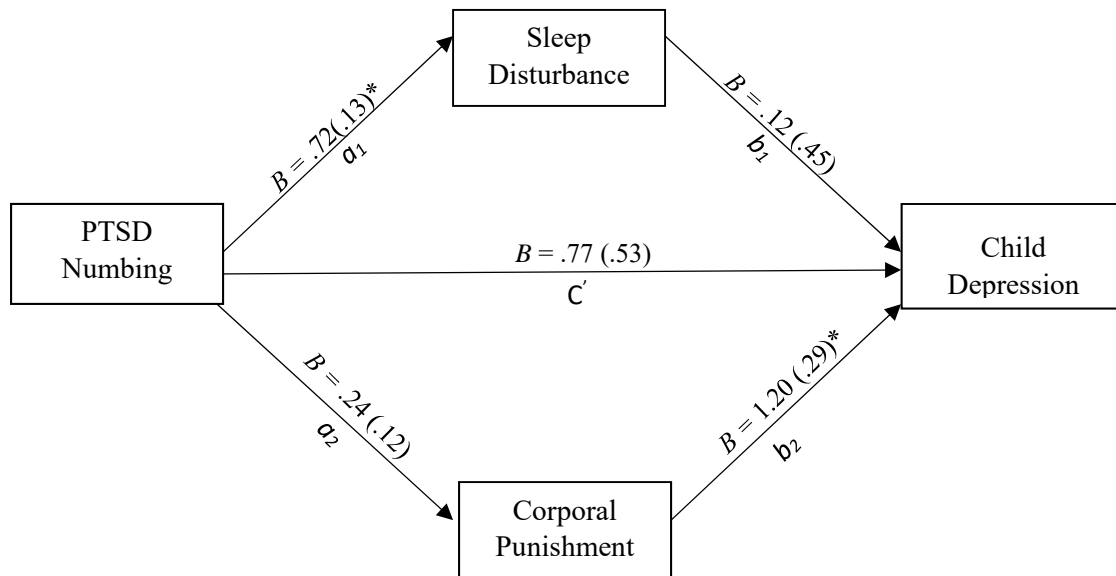 Sleep
Disturbance
B = .72(.13)*
a1
B = .12 (.45)
b1
PTSD
Numbing
B = .77 (.53)
C′
Child
Depression
B = .24 (.12)
a2
B = 1.20 (.29)*
b2
Corporal
Punishment